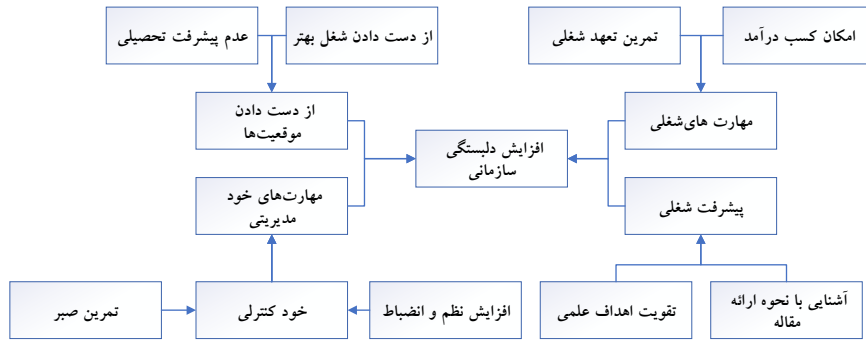 امکان کسب درآمد
تمرین تعهد شغلی
از دست دادن شغل بهتر
عدم پیشرفت تحصیلی
مهارت های‌شغلی
از دست دادن
موقعیت‌ها
افزایش دلبستگی
سازمانی
پیشرفت شغلی
مهارت‌های خود
مدیریتی
آشنایی با نحوه ارائه
مقاله
تقویت اهداف علمی
افزایش نظم و انضباط
خود کنترلی
تمرین صبر